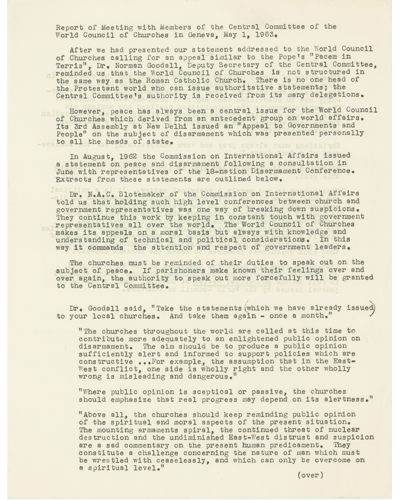 Report of Meeting with Members of the Central Committee of the
World Council of Churches in Geneva, May 1, 1963.
After we had presented our statement addressed to the World Council
of Churches calling for an appeal similar to the Pope's "Pacem in
Terris", Dr. Norman Goodall, Deputy Secretary of the Central Committee,
reminded us that the World Council of Churches is not structured in
the same way as the Roman Catholic Church. There is no one head of
the Protestant world who can issue authoritative statements; the
Central Committee's authority is received from its many delegations.
However, peace has always been a central issue for the World Council
of Churches which derived from an antecedent group on world affairs.
Its 3rd Assembly at New Delhi issued an "Appeal to Governments and
People" on the subject of disarmament which was presented personally
to all the heads of state.
In August, 1962 the Commission on International Affairs issued
a statement on peace and disarmament following a consultation in
June with representatives of the 18-nation Disarmament Conference.
Extracts from these statements are outlined below.
Dr. N.A.C. Slotemaker of the Commission on International Affairs
told us that holding such high level conferences between church and
government representatives was one way of breaking down suspicions.
They continue this work by keeping in constant touch with government
representatives all over the world. The World Council of Churches
makes its appeals on a moral basis but always with knowledge and
understanding of technical and political considerations. In this
way it commands the attention and respect of government leaders.
The churches must be reminded of their duties to speak out on the
subject of peace. If parishoners make known their feelings over and
over again, the authority to speak out more forcefully will be granted
to the Central Committee.
Dr. Goodall said, "Take the statements (which we have already issued)
to your local churches. And take them again - once a month."
"The churches throughout the world are called at this time to
contribute more adequately to an enlightened public opinion on
disarmament. The aim should be to produce a public opinion
sufficiently alert and informed to support policies which are
constructive ...For example, the assumption that in the East-
West conflict, one side is wholly right and the other wholly
wrong is misleading and dangerous."
"Where public opinion is sceptical or passive, the churches
should emphasize that real progress may depend on its alertness."
"Above all, the churches should keep reminding public opinion
of the spiritual and moral aspects of the present situation.
The mounting armaments spiral, the continued threat of nuclear
destruction and the undiminished East-West distrust and suspicion
are a sad commentary on the present human predicament. They
constitute a challenge concerning the nature of man which must
be wrestled with ceaselessly, and which can only be overcome on
a spiritual level."
(over)